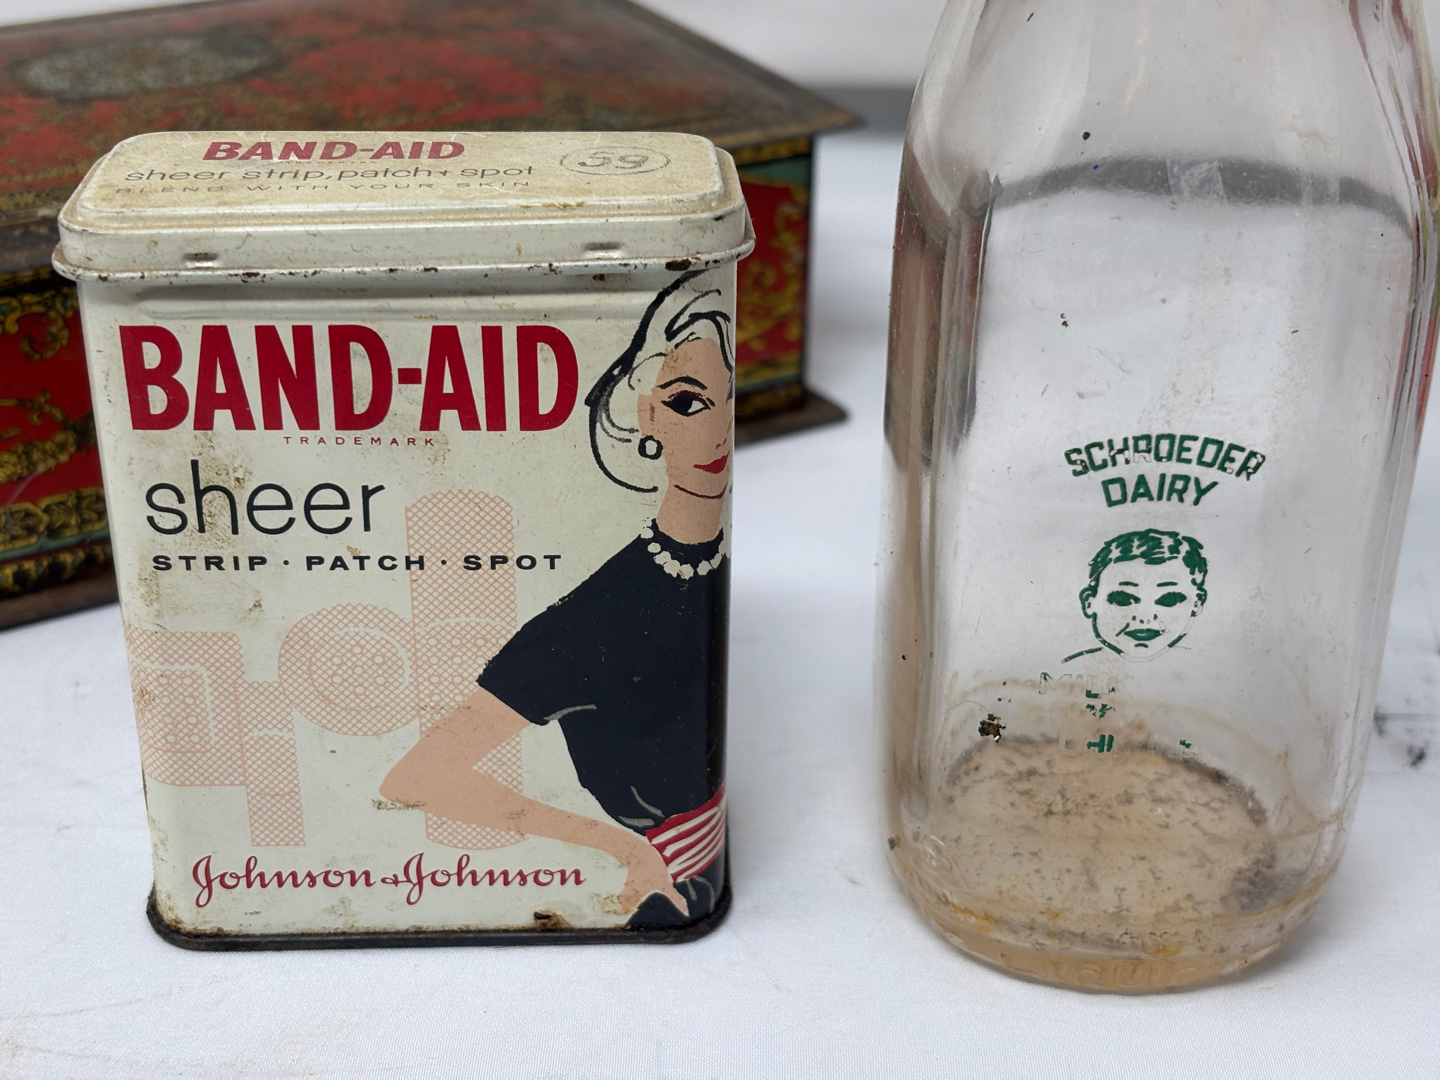 BAND-AID
sheer strip, patch & spot
BLEND WITH YOUR SKIN
59
BAND-AID
TRADEMARK
sheer
STRIP · PATCH · SPOT
Johnson & Johnson
SCHROEDER
DAIRY